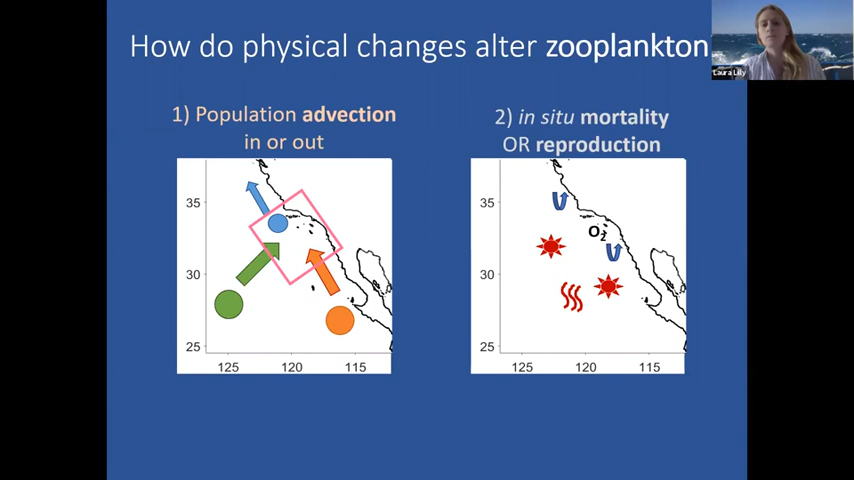 How do physical changes alter zooplankton
Laura Lily
1) Population advection
in or out
2) in situ mortality
OR reproduction
35
30
25
125
120
115
35
30
25
O2
125
120
115